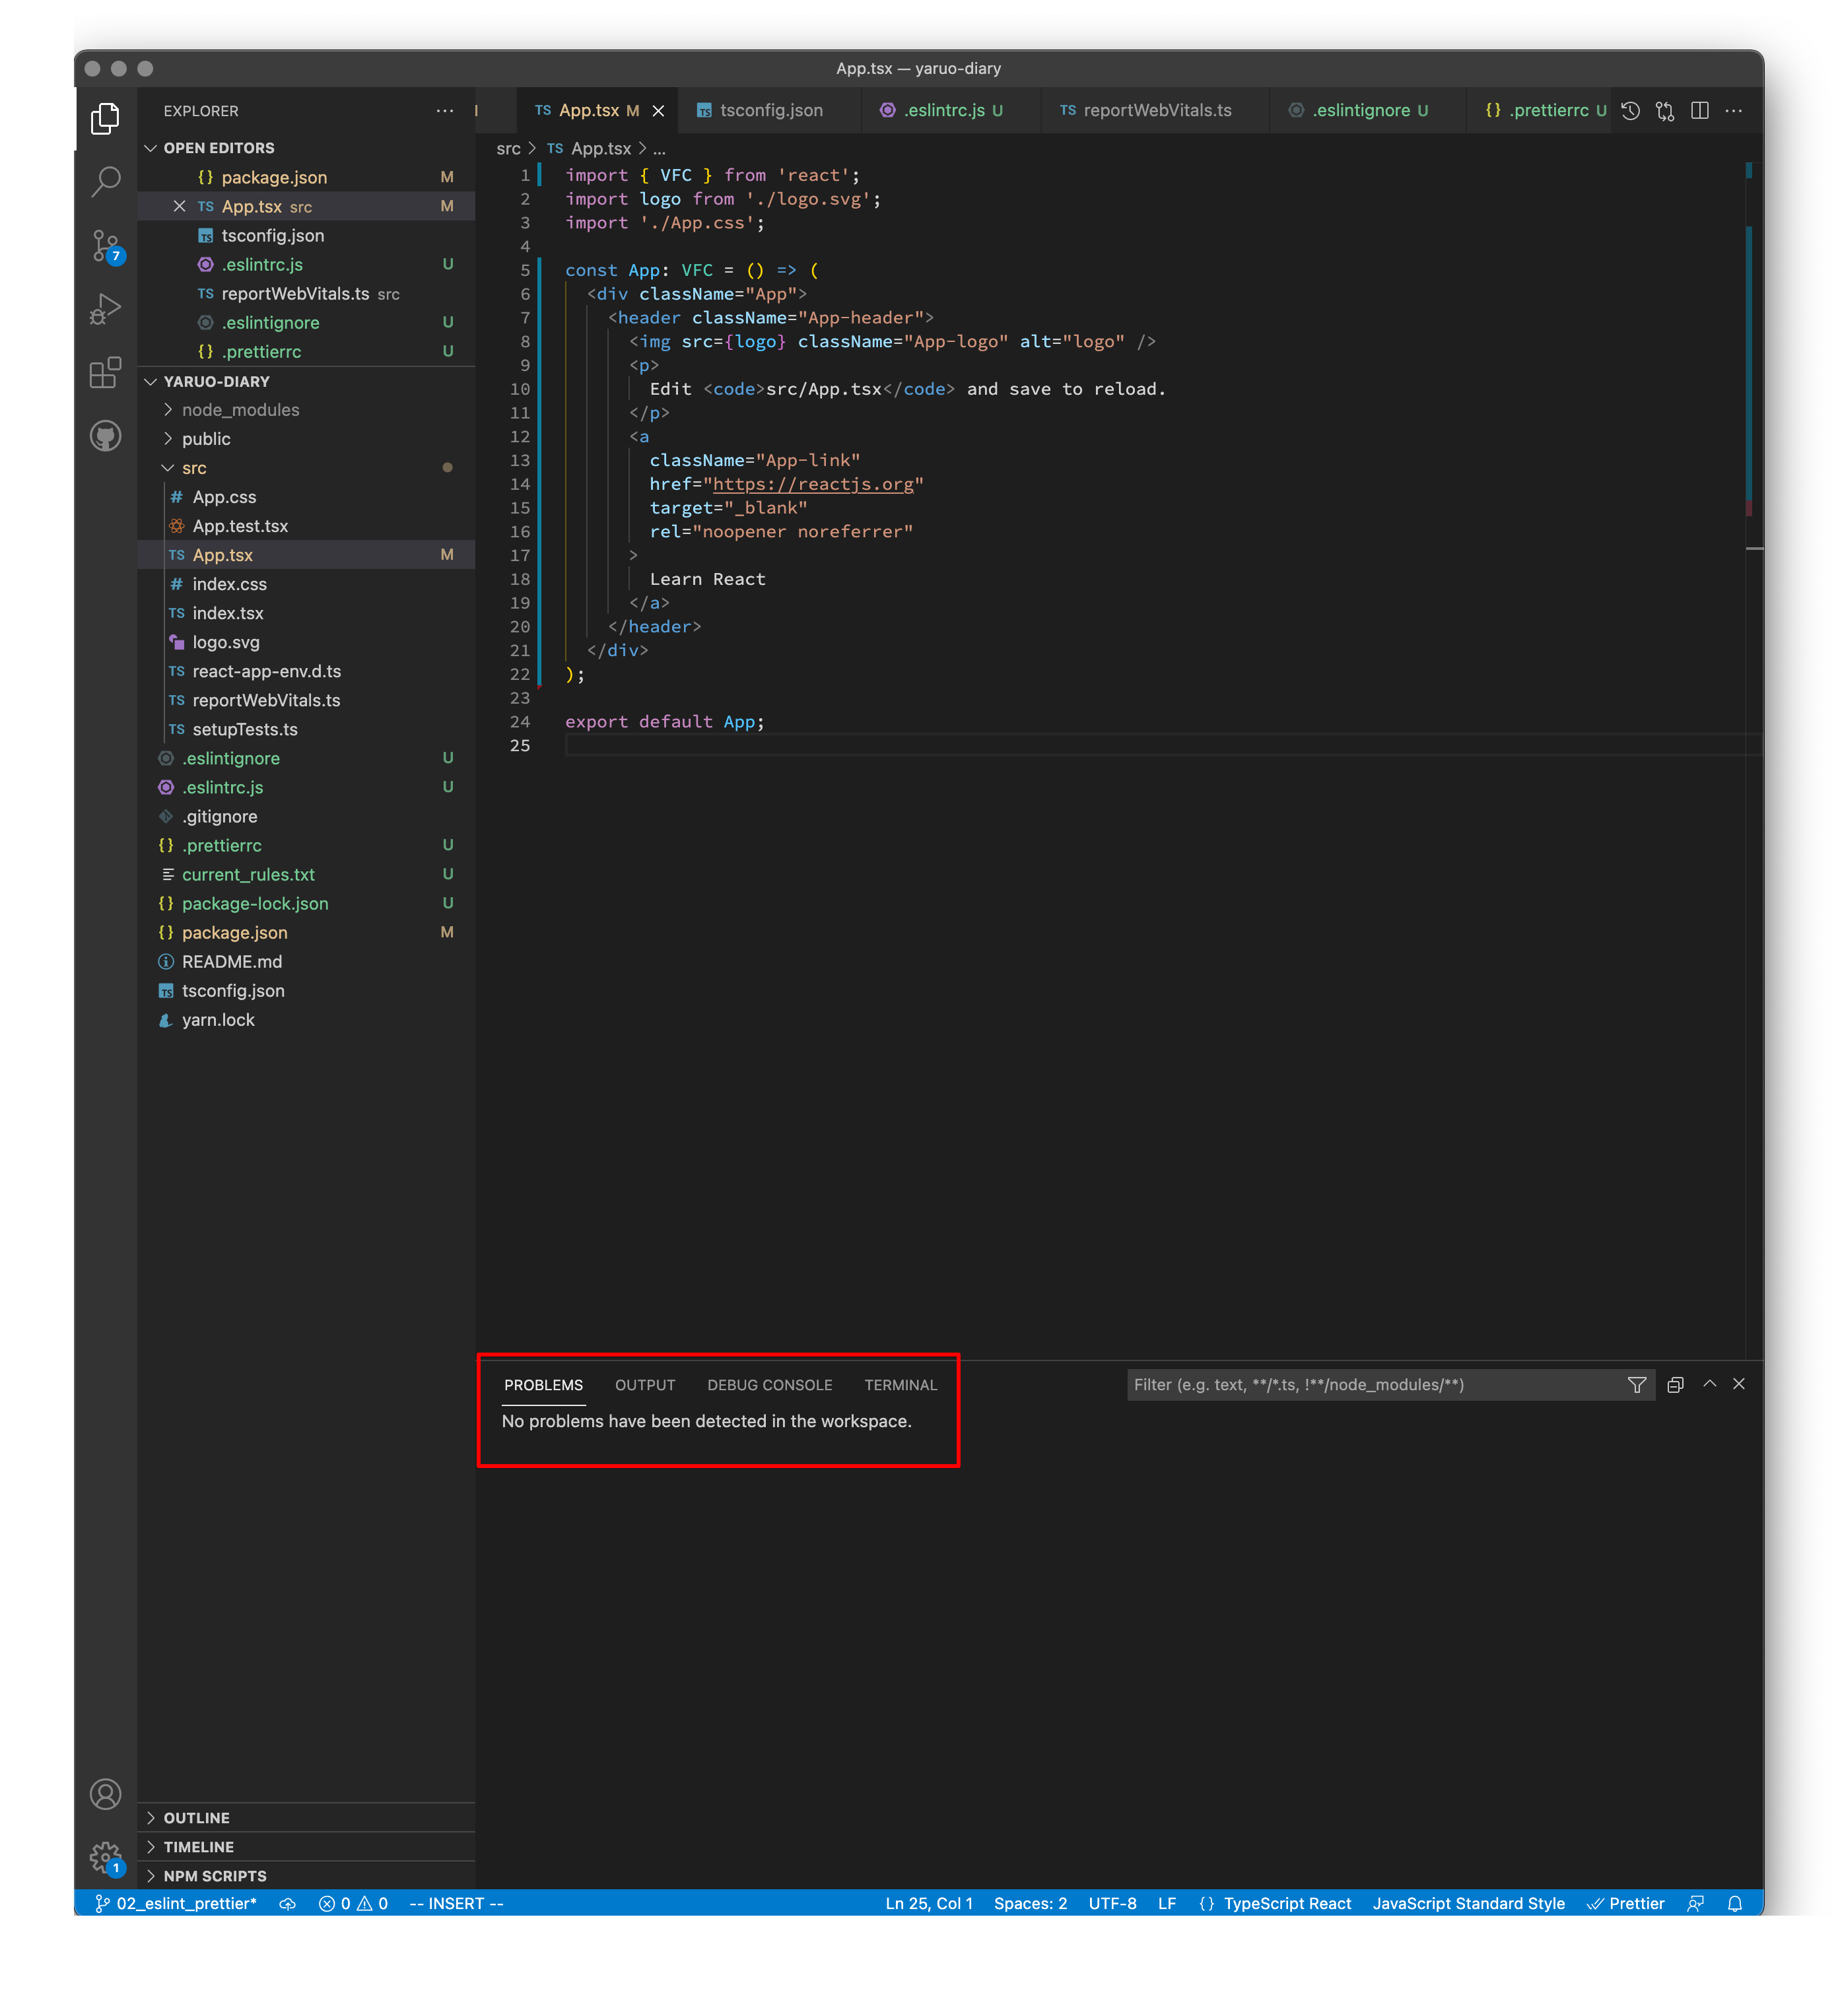 App.tsx — yaruo-diary
EXPLORER
TS App.tsx M
tsconfig.json
.eslintrc.js U
TS reportWebVitals.ts
.eslintignore U
{} .prettierrc U
OPEN EDITORS
{} package.json M
TS App.tsx src M
TS tsconfig.json
.eslintrc.js U
TS reportWebVitals.ts src
.eslintignore U
{} .prettierrc U
YARUO-DIARY
node_modules
public
src
# App.css
App.test.tsx
TS App.tsx M
# index.css
TS index.tsx
logo.svg
TS react-app-env.d.ts
TS reportWebVitals.ts
TS setupTests.ts
.eslintignore U
.eslintrc.js U
.gitignore
{} .prettierrc U
current_rules.txt U
{} package-lock.json U
{} package.json M
README.md
TS tsconfig.json
yarn.lock
OUTLINE
TIMELINE
NPM SCRIPTS
7
1
src > TS App.tsx > ...
1 import { VFC } from 'react';
2 import logo from './logo.svg';
3 import './App.css';
4
5 const App: VFC = () => (
6 <div className="App">
7 <header className="App-header">
8 <img src={logo} className="App-logo" alt="logo" />
9 <p>
10 Edit <code>src/App.tsx</code> and save to reload.
11 </p>
12 <a
13 className="App-link"
14 href="https://reactjs.org"
15 target="_blank"
16 rel="noopener noreferrer"
17 >
18 Learn React
19 </a>
20 </header>
21 </div>
22 );
23
24 export default App;
25
PROBLEMS OUTPUT DEBUG CONSOLE TERMINAL
Filter (e.g. text, **/*.ts, !**/node_modules/**)
No problems have been detected in the workspace.
02_eslint_prettier* 0 0 -- INSERT -- Ln 25, Col 1 Spaces: 2 UTF-8 LF {} TypeScript React JavaScript Standard Style Prettier